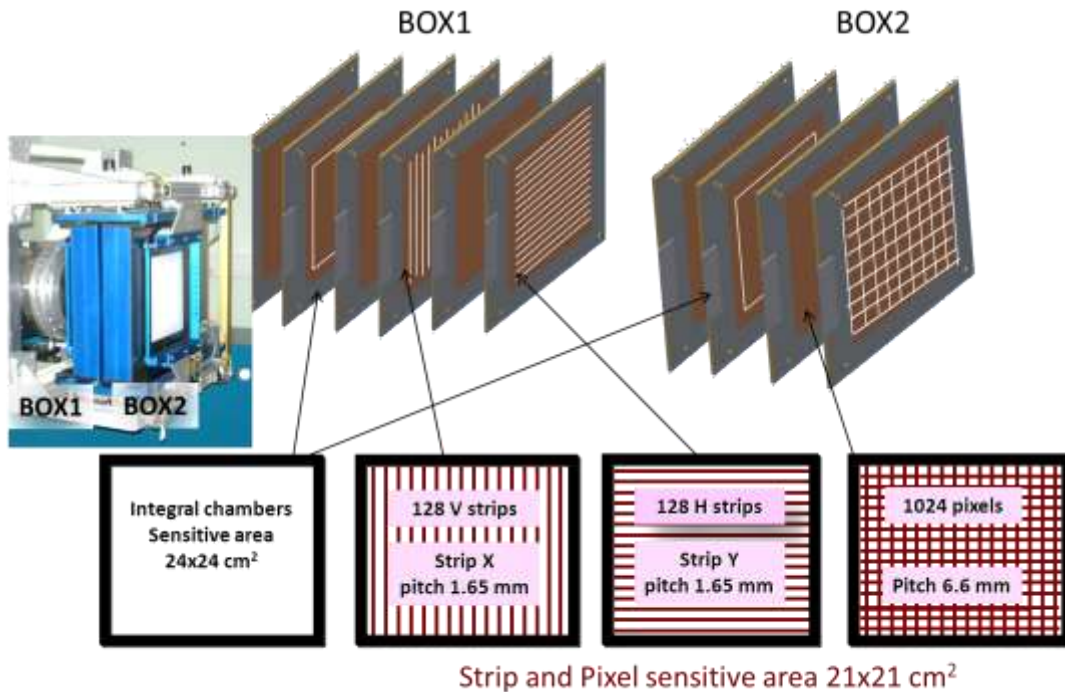 BOX1
BOX2
BOX1
BOX2
Integral chambers
Sensitive area
24x24 cm²
128 V strips
Strip X
pitch 1.65 mm
128 H strips
Strip Y
pitch 1.65 mm
1024 pixels
Pitch 6.6 mm
Strip and Pixel sensitive area 21x21 cm²